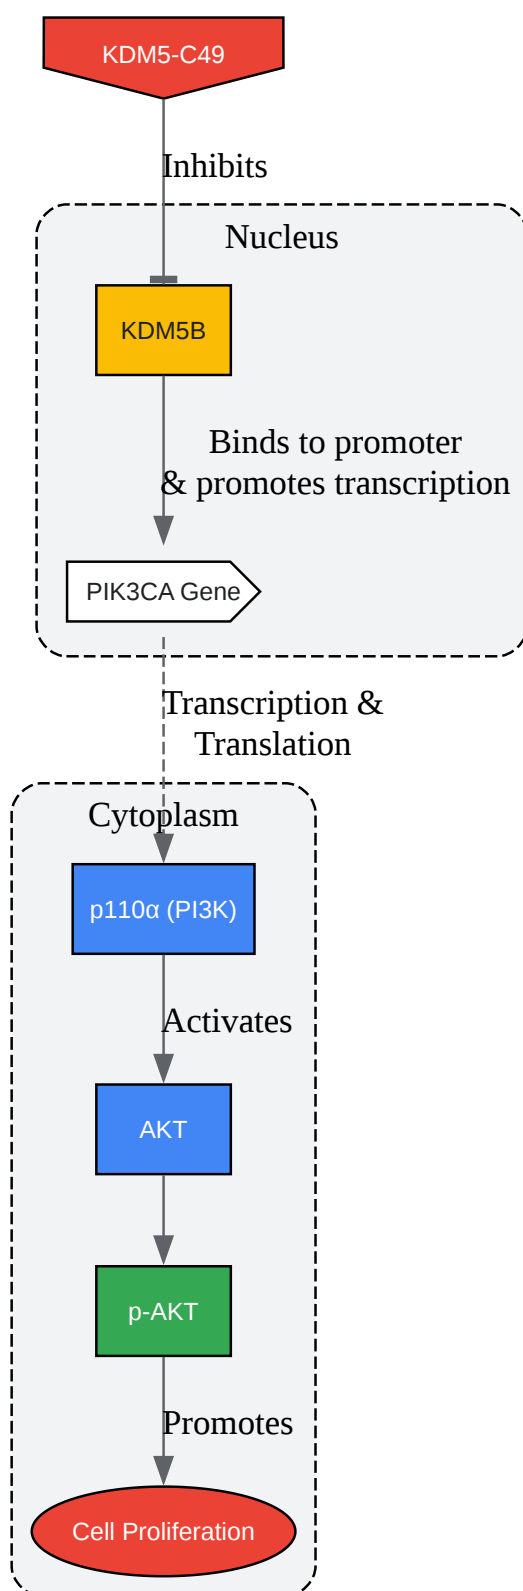 KDM5-C49
Inhibits
Nucleus
KDM5B
Binds to promoter
& promotes transcription
PIK3CA Gene
Transcription &
Translation
Cytoplasm
p110α (PI3K)
Activates
AKT
p-AKT
Promotes
Cell Proliferation